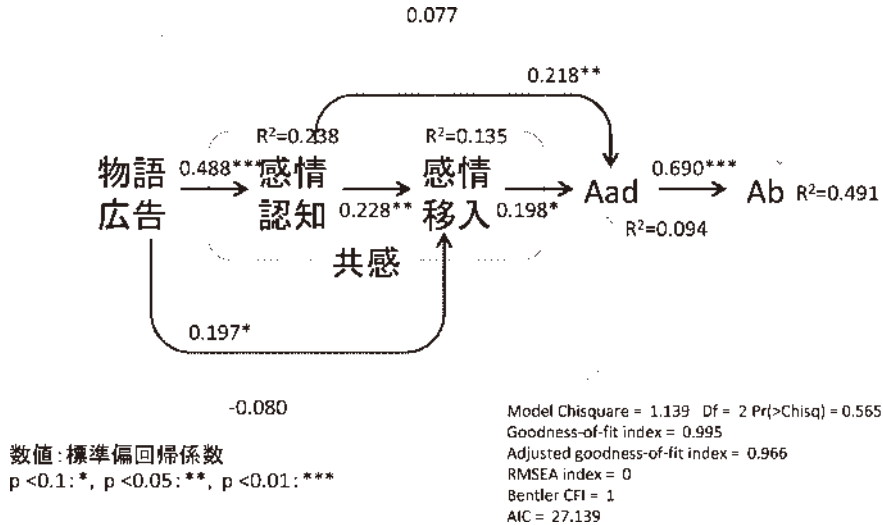 0.077
0.218**
R²=0.238
R²=0.135
物語
広告
0.488***
感情
認知
0.228**
感情
移入
0.198*
Aad
R²=0.094
0.690***
Ab
R²=0.491
共感
0.197*
-0.080
数値:標準偏回帰係数
p <0.1:*, p <0.05:**, p <0.01:***
Model Chisquare = 1.139 Df = 2 Pr(>Chisq) = 0.565
Goodness-of-fit index = 0.995
Adjusted goodness-of-fit index = 0.966
RMSEA index = 0
Bentler CFI = 1
AIC = 27.139